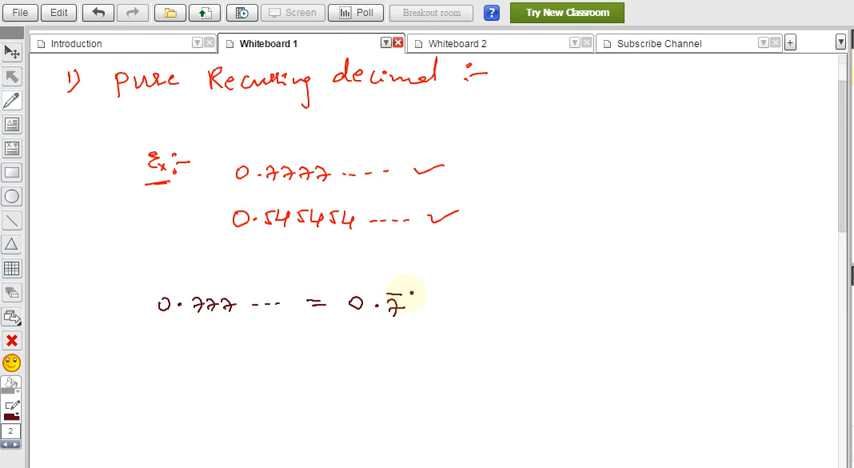 File Edit Screen Poll Breakout room ? Try New Classroom
Introduction Whiteboard 1 Whiteboard 2 Subscribe Channel +
1) Pure Recurring decimal :-
Ex:- 0.7777 ---- ✓
0.545454 ---- ✓
0.777 --- = 0.7̅
2